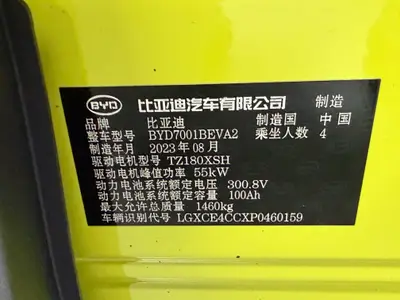 BYD 比亚迪汽车有限公司 制造
品牌 比亚迪 制造国 中国
整车型号 BYD7001BEVA2 乘坐人数 4
制造年月 2023年08月
驱动电机型号 TZ180XSH
驱动电机峰值功率 55kW
动力电池系统额定电压 300.8V
动力电池系统额定容量 100Ah
最大允许总质量 1460kg
车辆识别代号 LGXCE4CCXP0460159